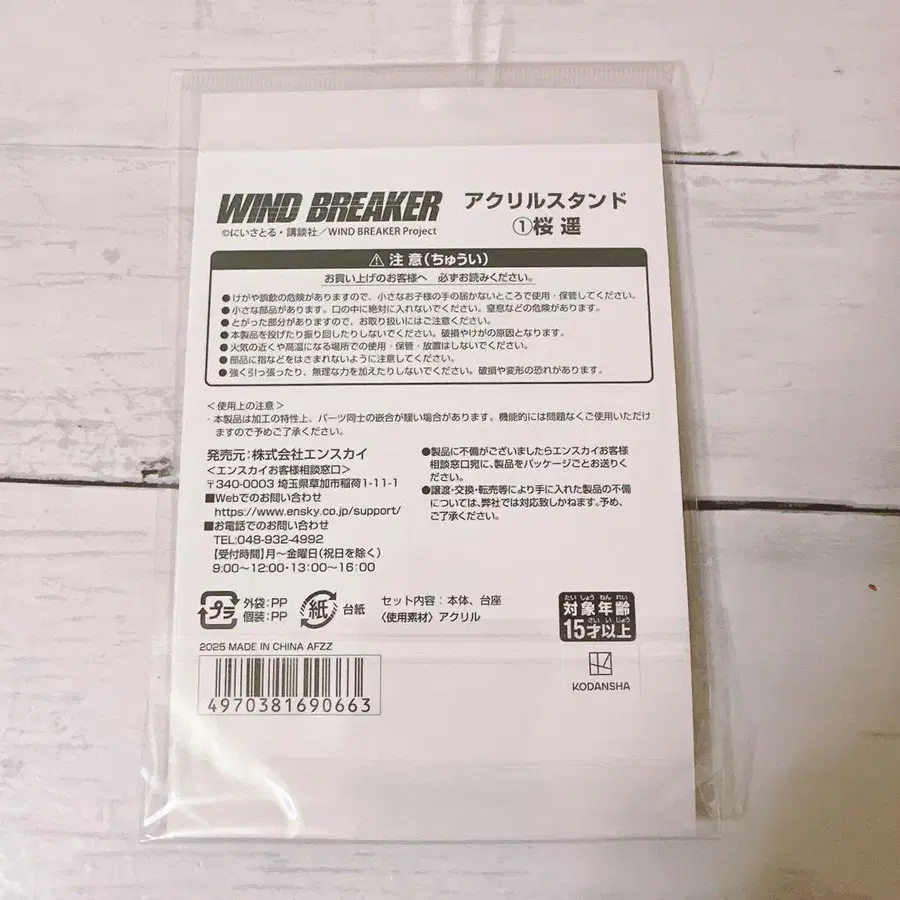 WIND BREAKER
©にいさとる・講談社／WIND BREAKER Project
アクリルスタンド
①桜 遥
⚠ 注 意(ちゅうい)
お買い上げのお客様へ 必ずお読みください。
●けがや誤飲の危険がありますので、小さなお子様の手の届かないところで使用・保管してください。
●小さな部品があります。口の中に絶対に入れないでください。窒息などの危険があります。
●とがった部分がありますので、お取り扱いにはご注意ください。
●本製品を投げたり振り回したりしないでください。破損やけがの原因となります。
●火気の近くや高温になる場所での使用・保管・放置はしないでください。
●部品に指などをはさまれないように注意してください。
●強く引っ張ったり、無理な力を加えたりしないでください。破損や変形の恐れがあります。
＜使用上の注意＞
・本製品は加工の特性上、パーツ同士の嵌合が緩い場合があります。機能的には問題なくご使用いただけ
ますので予めご了承ください。
発売元：株式会社エンスカイ
＜エンスカイお客様相談窓口＞
〒340-0003 埼玉県草加市稲荷1-11-1
■Webでのお問い合わせ
https://www.ensky.co.jp/support/
■お電話でのお問い合わせ
TEL:048-932-4992
【受付時間】月～金曜日(祝日を除く)
9:00～12:00・13:00～16:00
●製品に不備がございましたらエンスカイお客様
相談窓口宛に、製品をパッケージごとお送りく
ださい。
●譲渡・交換・転売等により手に入れた製品の不備
については、弊社では対応致しかねます。予め、
ご了承ください。
プラ
外袋：PP
個装：PP
紙
台紙
セット内容：本体、台座
〈使用素材〉アクリル
たいしょうねんれい
対象年齢
さいいじょう
15才以上
2025 MADE IN CHINA AFZZ
4970381690663
KODANSHA